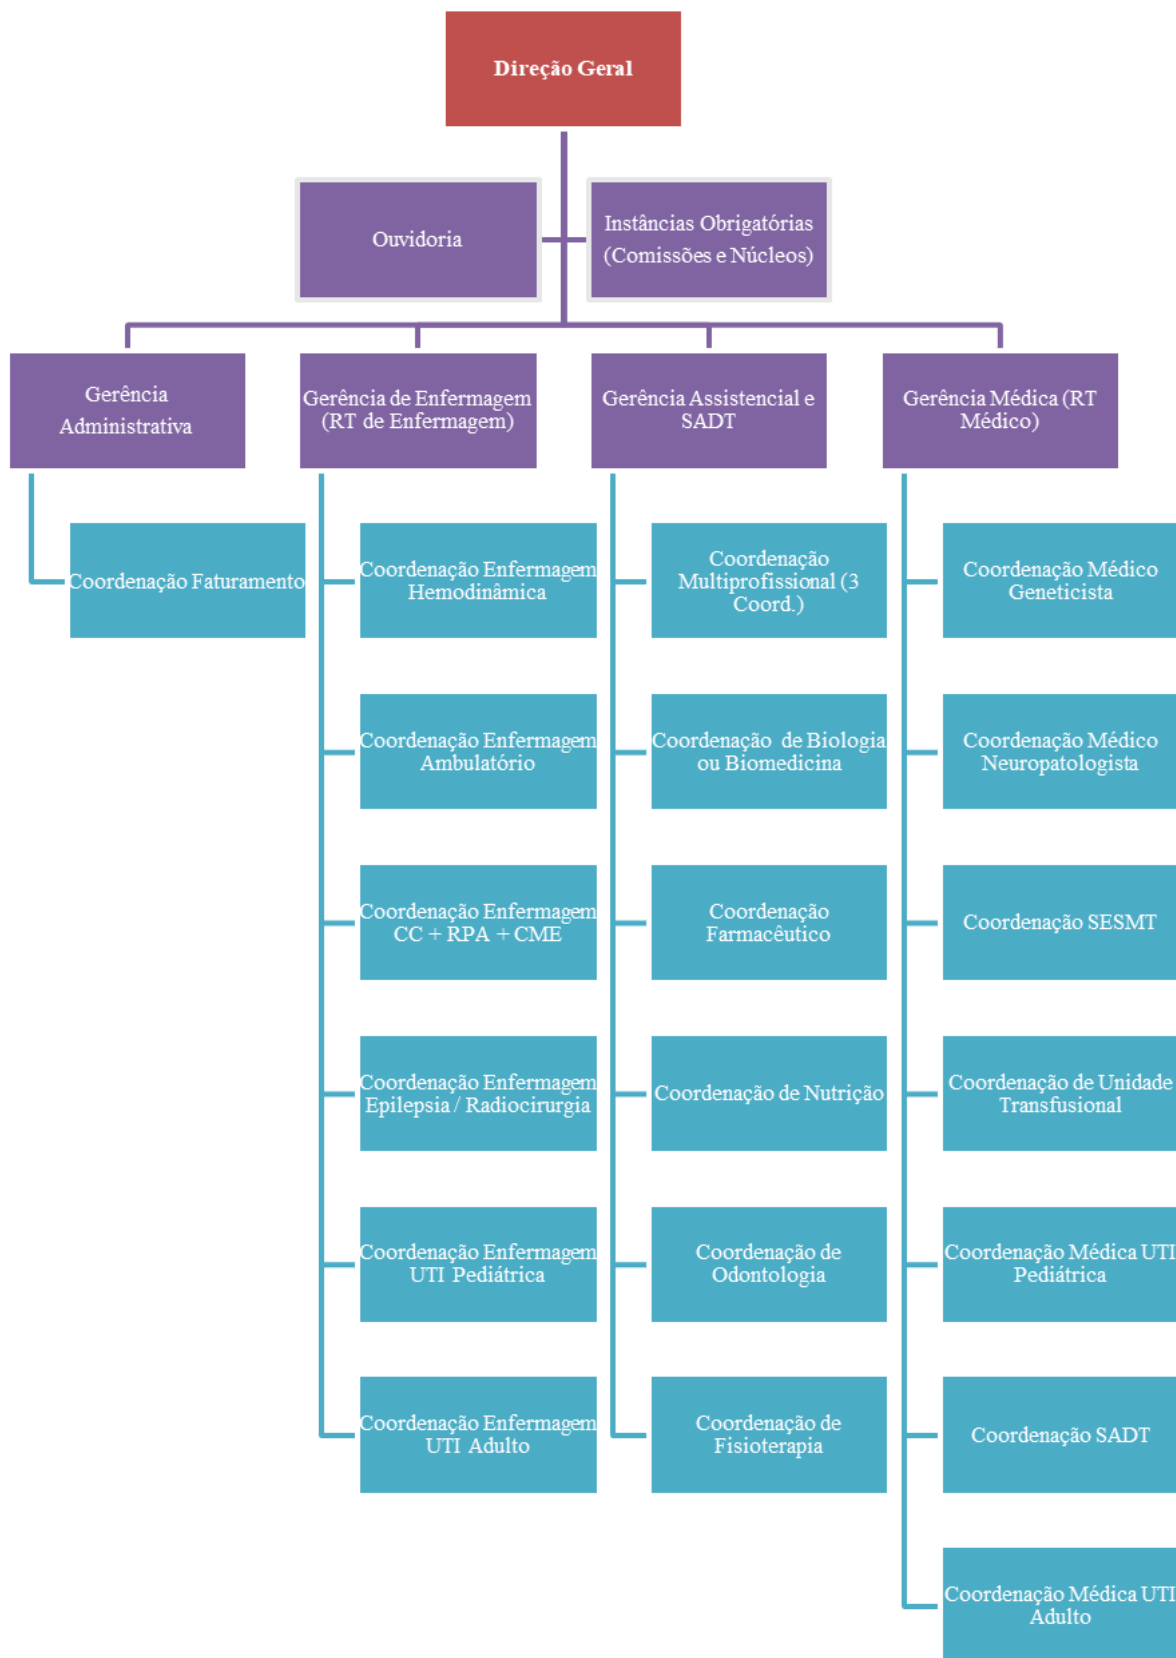 Direção Geral
Ouvidoria
Instâncias Obrigatórias
(Comissões e Núcleos)
Gerência
Administrativa
Gerência de Enfermagem
(RT de Enfermagem)
Gerência Assistencial e
SADT
Gerência Médica (RT
Médico)
Coordenação Faturamento
Coordenação Enfermagem
Hemodinâmica
Coordenação
Multiprofissional (3
Coord.)
Coordenação Médico
Geneticista
Coordenação Enfermagem
Ambulatório
Coordenação de Biologia
ou Biomedicina
Coordenação Médico
Neuropatologista
Coordenação Enfermagem
CC + RPA + CME
Coordenação
Farmacêutico
Coordenação SESMT
Coordenação Enfermagem
Epilepsia / Radiocirurgia
Coordenação de Nutrição
Coordenação de Unidade
Transfusional
Coordenação Enfermagem
UTI Pediátrica
Coordenação de
Odontologia
Coordenação Médica UTI
Pediátrica
Coordenação Enfermagem
UTI Adulto
Coordenação de
Fisioterapia
Coordenação SADT
Coordenação Médica UTI
Adulto